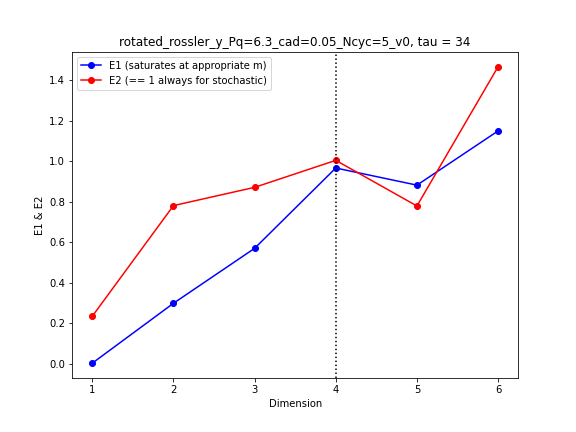 rotated_rossler_y_Pq=6.3_cad=0.05_Ncyc=5_v0, tau = 34
E1 (saturates at appropriate m)
E2 (== 1 always for stochastic)
E1 & E2
1.4
1.2
1.0
0.8
0.6
0.4
0.2
0.0
1 2 3 4 5 6
Dimension